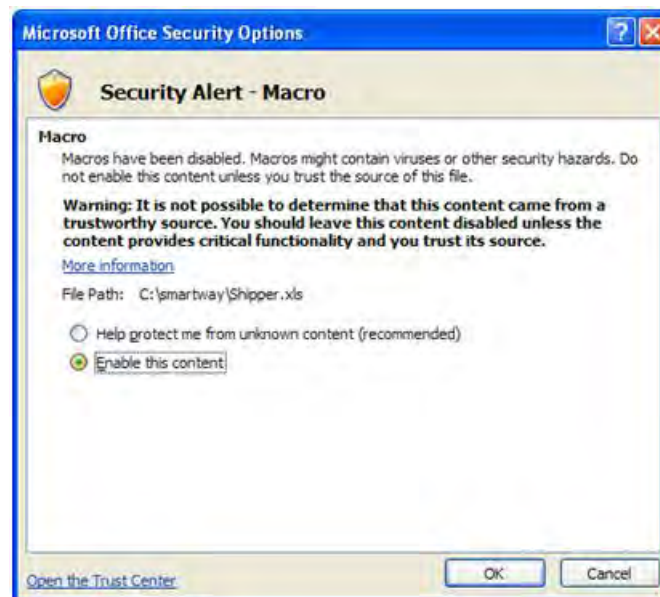 Microsoft Office Security Options
Security Alert - Macro
Macro
Macros have been disabled. Macros might contain viruses or other security hazards. Do
not enable this content unless you trust the source of this file.
Warning: It is not possible to determine that this content came from a
trustworthy source. You should leave this content disabled unless the
content provides critical functionality and you trust its source.
More information
File Path: C:\smartway\Shipper.xls
Help protect me from unknown content (recommended)
Enable this content
Open the Trust Center
OK
Cancel